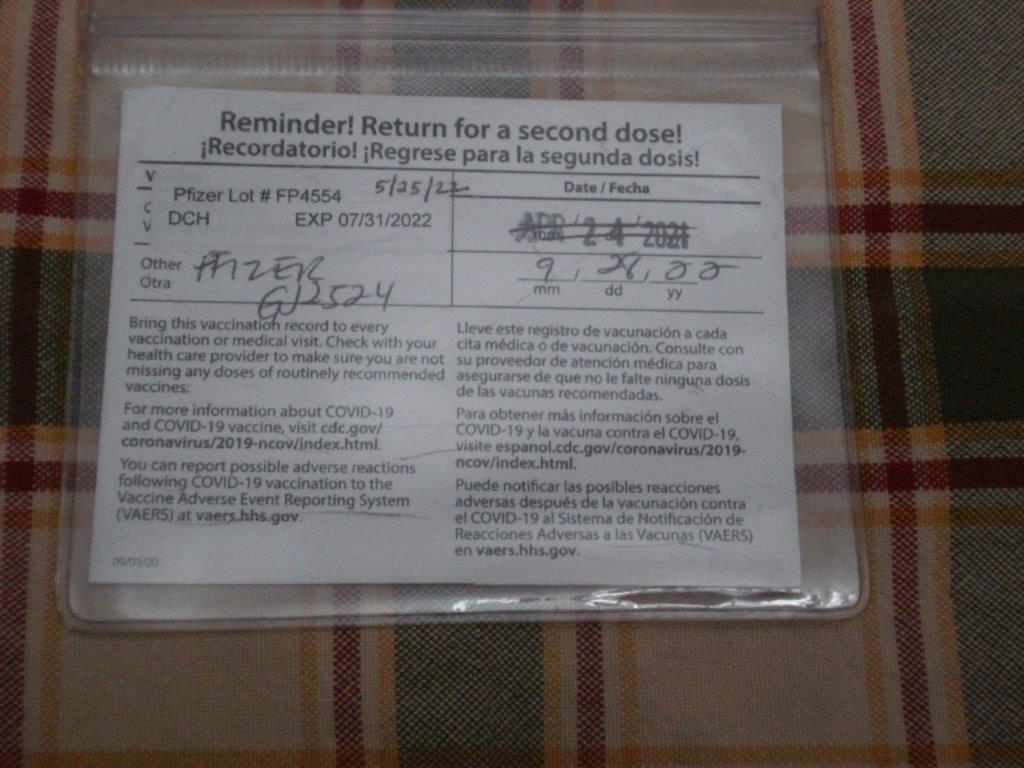 Reminder! Return for a second dose!
¡Recordatorio! ¡Regrese para la segunda dosis!
V
C
V
Pfizer Lot # FP4554
5/25/22
DCH EXP 07/31/2022
Date / Fecha
APR 24 2021
Other
Otra
PFIZER
GJ2524
9, 28, 22
mm dd yy
Bring this vaccination record to every
vaccination or medical visit. Check with your
health care provider to make sure you are not
missing any doses of routinely recommended
vaccines.
For more information about COVID-19
and COVID-19 vaccine, visit cdc.gov/
coronavirus/2019-ncov/index.html.
You can report possible adverse reactions
following COVID-19 vaccination to the
Vaccine Adverse Event Reporting System
(VAERS) at vaers.hhs.gov.
09/03/20
Lleve este registro de vacunación a cada
cita médica o de vacunación. Consulte con
su proveedor de atención médica para
asegurarse de que no le falte ninguna dosis
de las vacunas recomendadas.
Para obtener más información sobre el
COVID-19 y la vacuna contra el COVID-19,
visite espanol.cdc.gov/coronavirus/2019-
ncov/index.html.
Puede notificar las posibles reacciones
adversas después de la vacunación contra
el COVID-19 al Sistema de Notificación de
Reacciones Adversas a las Vacunas (VAERS)
en vaers.hhs.gov.